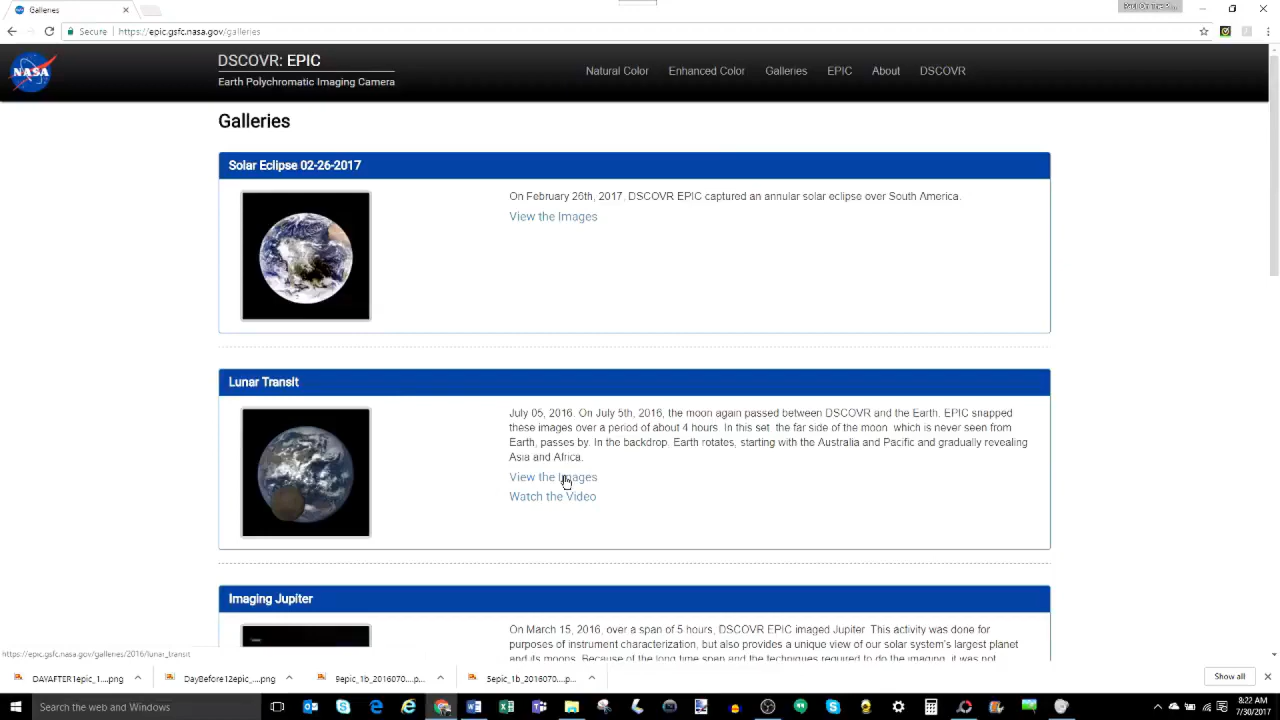 Galleries
Secure
https://epic.gsfc.nasa.gov/galleries
NASA
DSCOVR: EPIC
Earth Polychromatic Imaging Camera
Natural Color
Enhanced Color
Galleries
EPIC
About
DSCOVR
Galleries
Solar Eclipse 02-26-2017
On February 26th, 2017, DSCOVR EPIC captured an annular solar eclipse over South America.
View the Images
Lunar Transit
July 05, 2016. On July 5th, 2016, the moon again passed between DSCOVR and the Earth. EPIC snapped
these images over a period of about 4 hours. In this set, the far side of the moon, which is never seen from
Earth, passes by. In the backdrop, Earth rotates, starting with the Australia and Pacific and gradually revealing
Asia and Africa.
View the Images
Watch the Video
Imaging Jupiter
On March 15, 2016, over a span of 5 hours, DSCOVR EPIC imaged Jupiter. This activity was done for
purposes of instrument characterization, but also provides a unique view of our solar system's largest planet
and its moons. Because of the long time span and the techniques required to do the imaging, it was not
https://epic.gsfc.nasa.gov/galleries/2016/lunar_transit
DAYAFTER1epic_1....png
DayBefore12epic_....png
9epic_1b_2016070....p...
5epic_1b_2016070....p...
Show all
Search the web and Windows
8:22 AM
7/30/2017